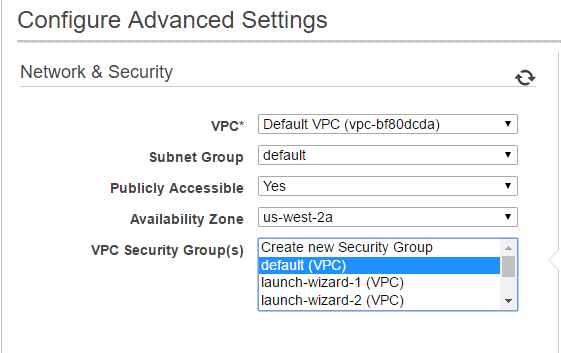 Configure Advanced Settings
Network & Security
VPC* Default VPC (vpc-bf80dcda)
Subnet Group default
Publicly Accessible Yes
Availability Zone us-west-2a
VPC Security Group(s) Create new Security Group
default (VPC)
launch-wizard-1 (VPC)
launch-wizard-2 (VPC)